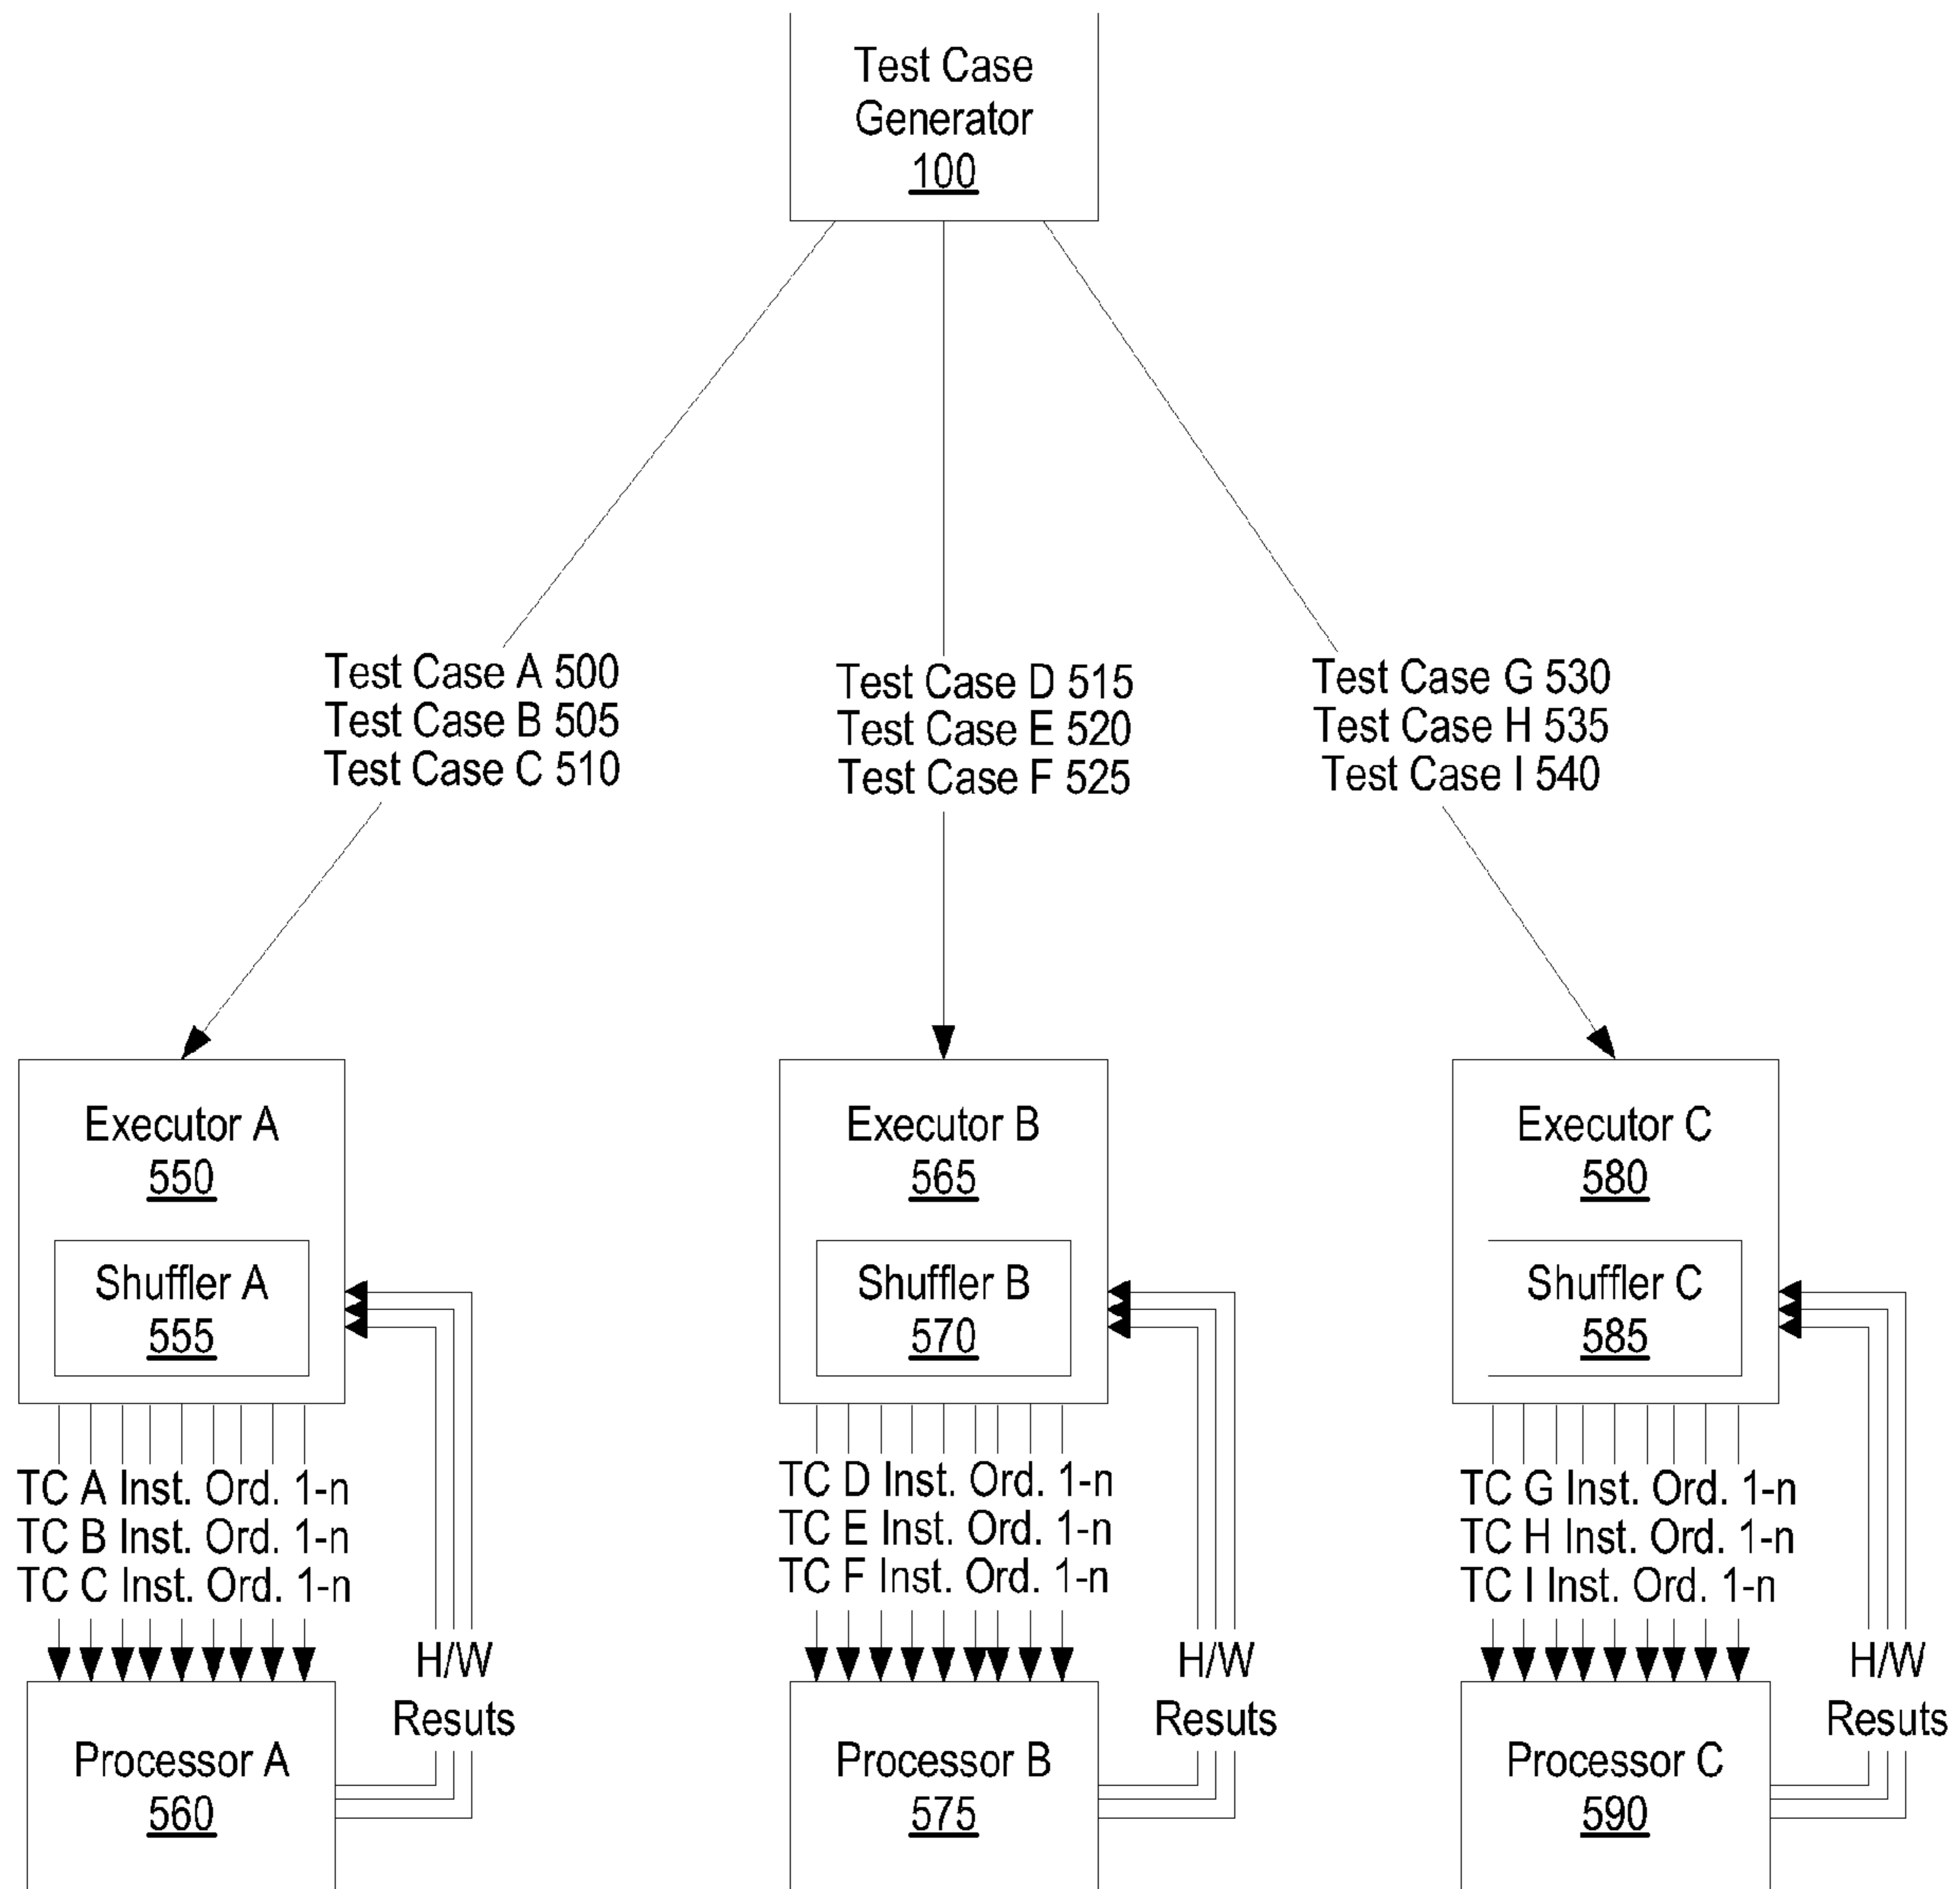 Test Case
Generator
100
Test Case A 500
Test Case B 505
Test Case C 510
Test Case D 515
Test Case E 520
Test Case F 525
Test Case G 530
Test Case H 535
Test Case I 540
Executor A
550
Shuffler A
555
Executor B
565
Shuffler B
570
Executor C
580
Shuffler C
585
TC A Inst. Ord. 1-n
TC B Inst. Ord. 1-n
TC C Inst. Ord. 1-n
TC D Inst. Ord. 1-n
TC E Inst. Ord. 1-n
TC F Inst. Ord. 1-n
TC G Inst. Ord. 1-n
TC H Inst. Ord. 1-n
TC I Inst. Ord. 1-n
H/W
Resuts
H/W
Resuts
H/W
Resuts
Processor A
560
Processor B
575
Processor C
590